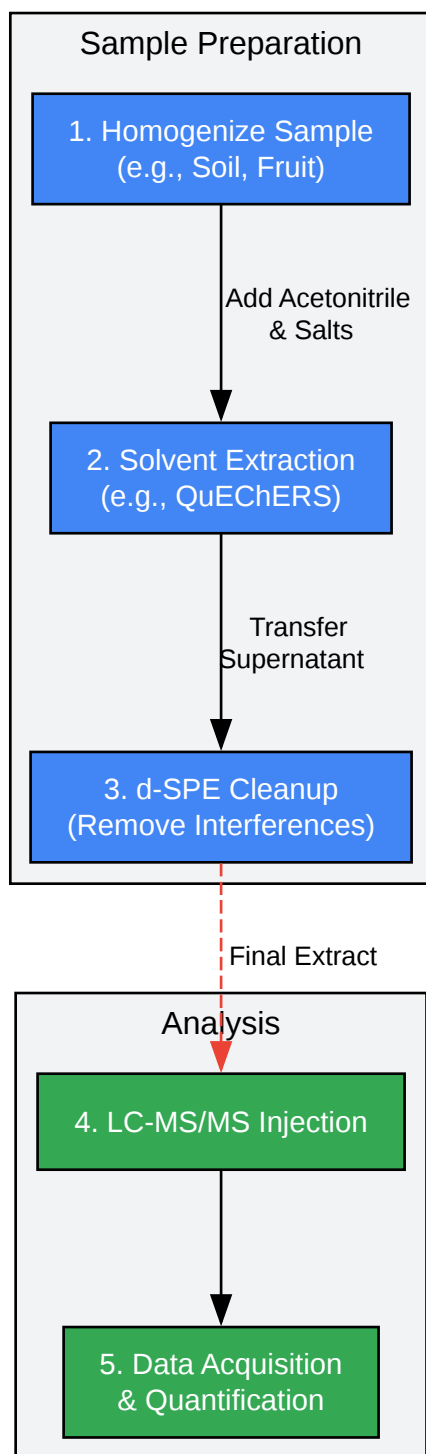 Sample Preparation
1. Homogenize Sample
(e.g., Soil, Fruit)
Add Acetonitrile
& Salts
2. Solvent Extraction
(e.g., QuEChERS)
Transfer
Supernatant
3. d-SPE Cleanup
(Remove Interferences)
Final Extract
Analysis
4. LC-MS/MS Injection
5. Data Acquisition
& Quantification